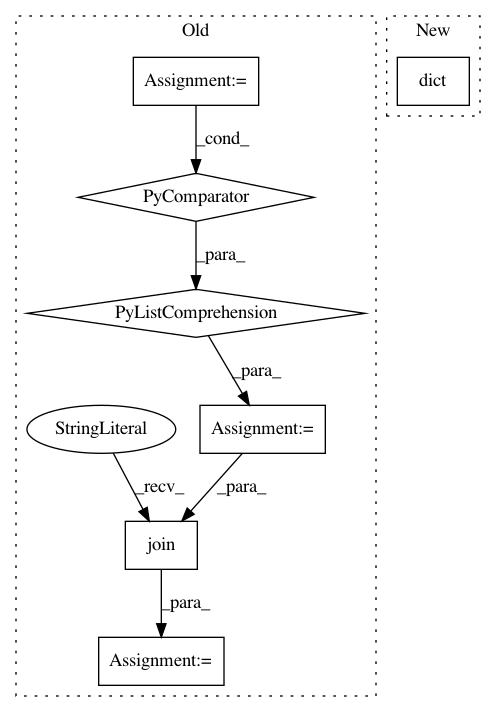 Old
New
Assignment:=
dict
_cond_
PyComparator
_para_
PyListComprehension
_para_
StringLiteral
Assignment:=
_recv_
_para_
join
_para_
Assignment:=